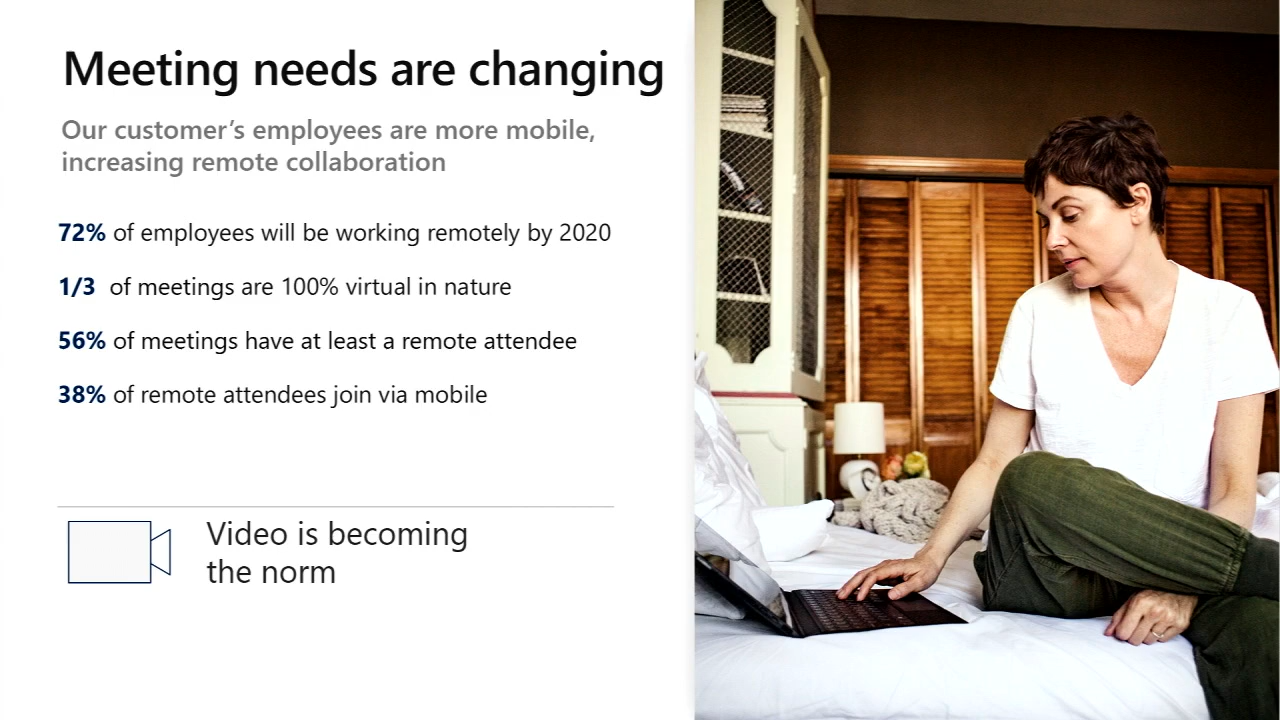 Meeting needs are changing
Our customer’s employees are more mobile,
increasing remote collaboration
72% of employees will be working remotely by 2020
1/3 of meetings are 100% virtual in nature
56% of meetings have at least a remote attendee
38% of remote attendees join via mobile
Video is becoming
the norm